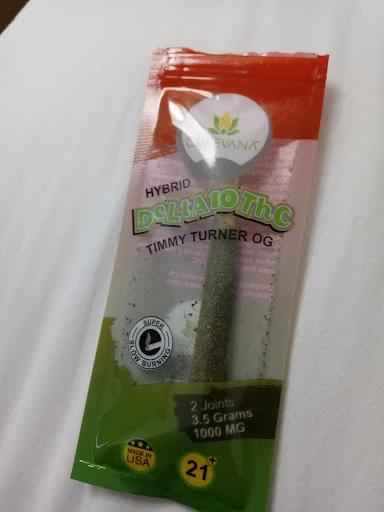 CUREVANA
HYBRID
DeLtA10 ThC
TIMMY TURNER OG
SUPER
SLOW BURNING
2 Joints
3.5 Grams
1000 MG
MADE IN
USA
21+